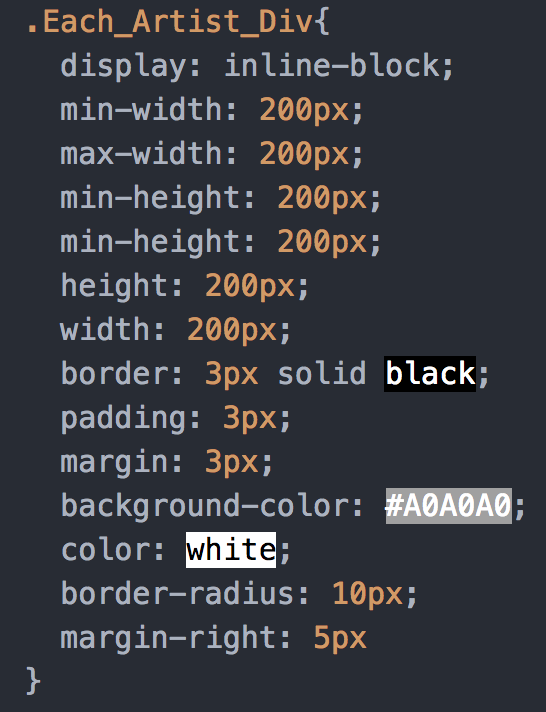 .Each_Artist_Div{
display: inline-block;
min-width: 200px;
max-width: 200px;
min-height: 200px;
min-height: 200px;
height: 200px;
width: 200px;
border: 3px solid black;
padding: 3px;
margin: 3px;
background-color: #A0A0A0;
color: white;
border-radius: 10px;
margin-right: 5px
}